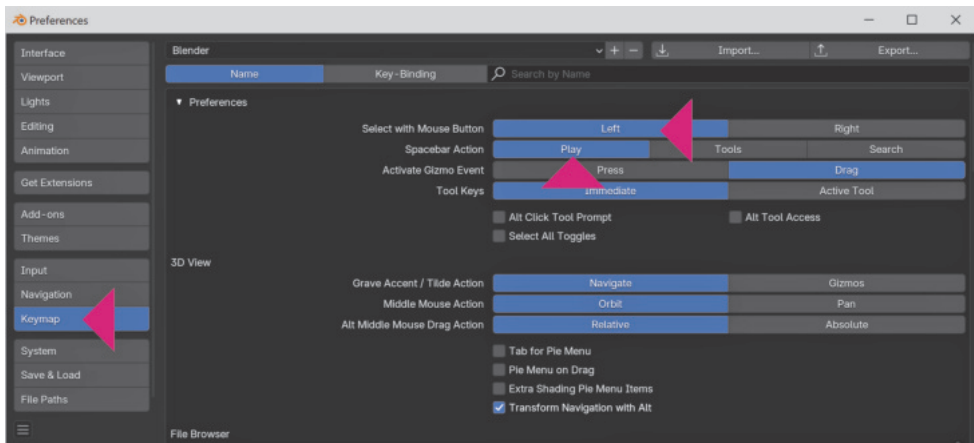 Preferences
Interface
Viewport
Lights
Editing
Animation
Get Extensions
Add-ons
Themes
Input
Navigation
Keymap
System
Save & Load
File Paths
Blender
Import...
Export...
Name Key-Binding Search by Name
Preferences
Select with Mouse Button Left Right
Spacebar Action Play Tools Search
Activate Gizmo Event Press Drag
Tool Keys Immediate Active Tool
Alt Click Tool Prompt Alt Tool Access
Select All Toggles
3D View
Grave Accent / Tilde Action Navigate Gizmos
Middle Mouse Action Orbit Pan
Alt Middle Mouse Drag Action Relative Absolute
Tab for Pie Menu
Pie Menu on Drag
Extra Shading Pie Menu Items
Transform Navigation with Alt
File Browser